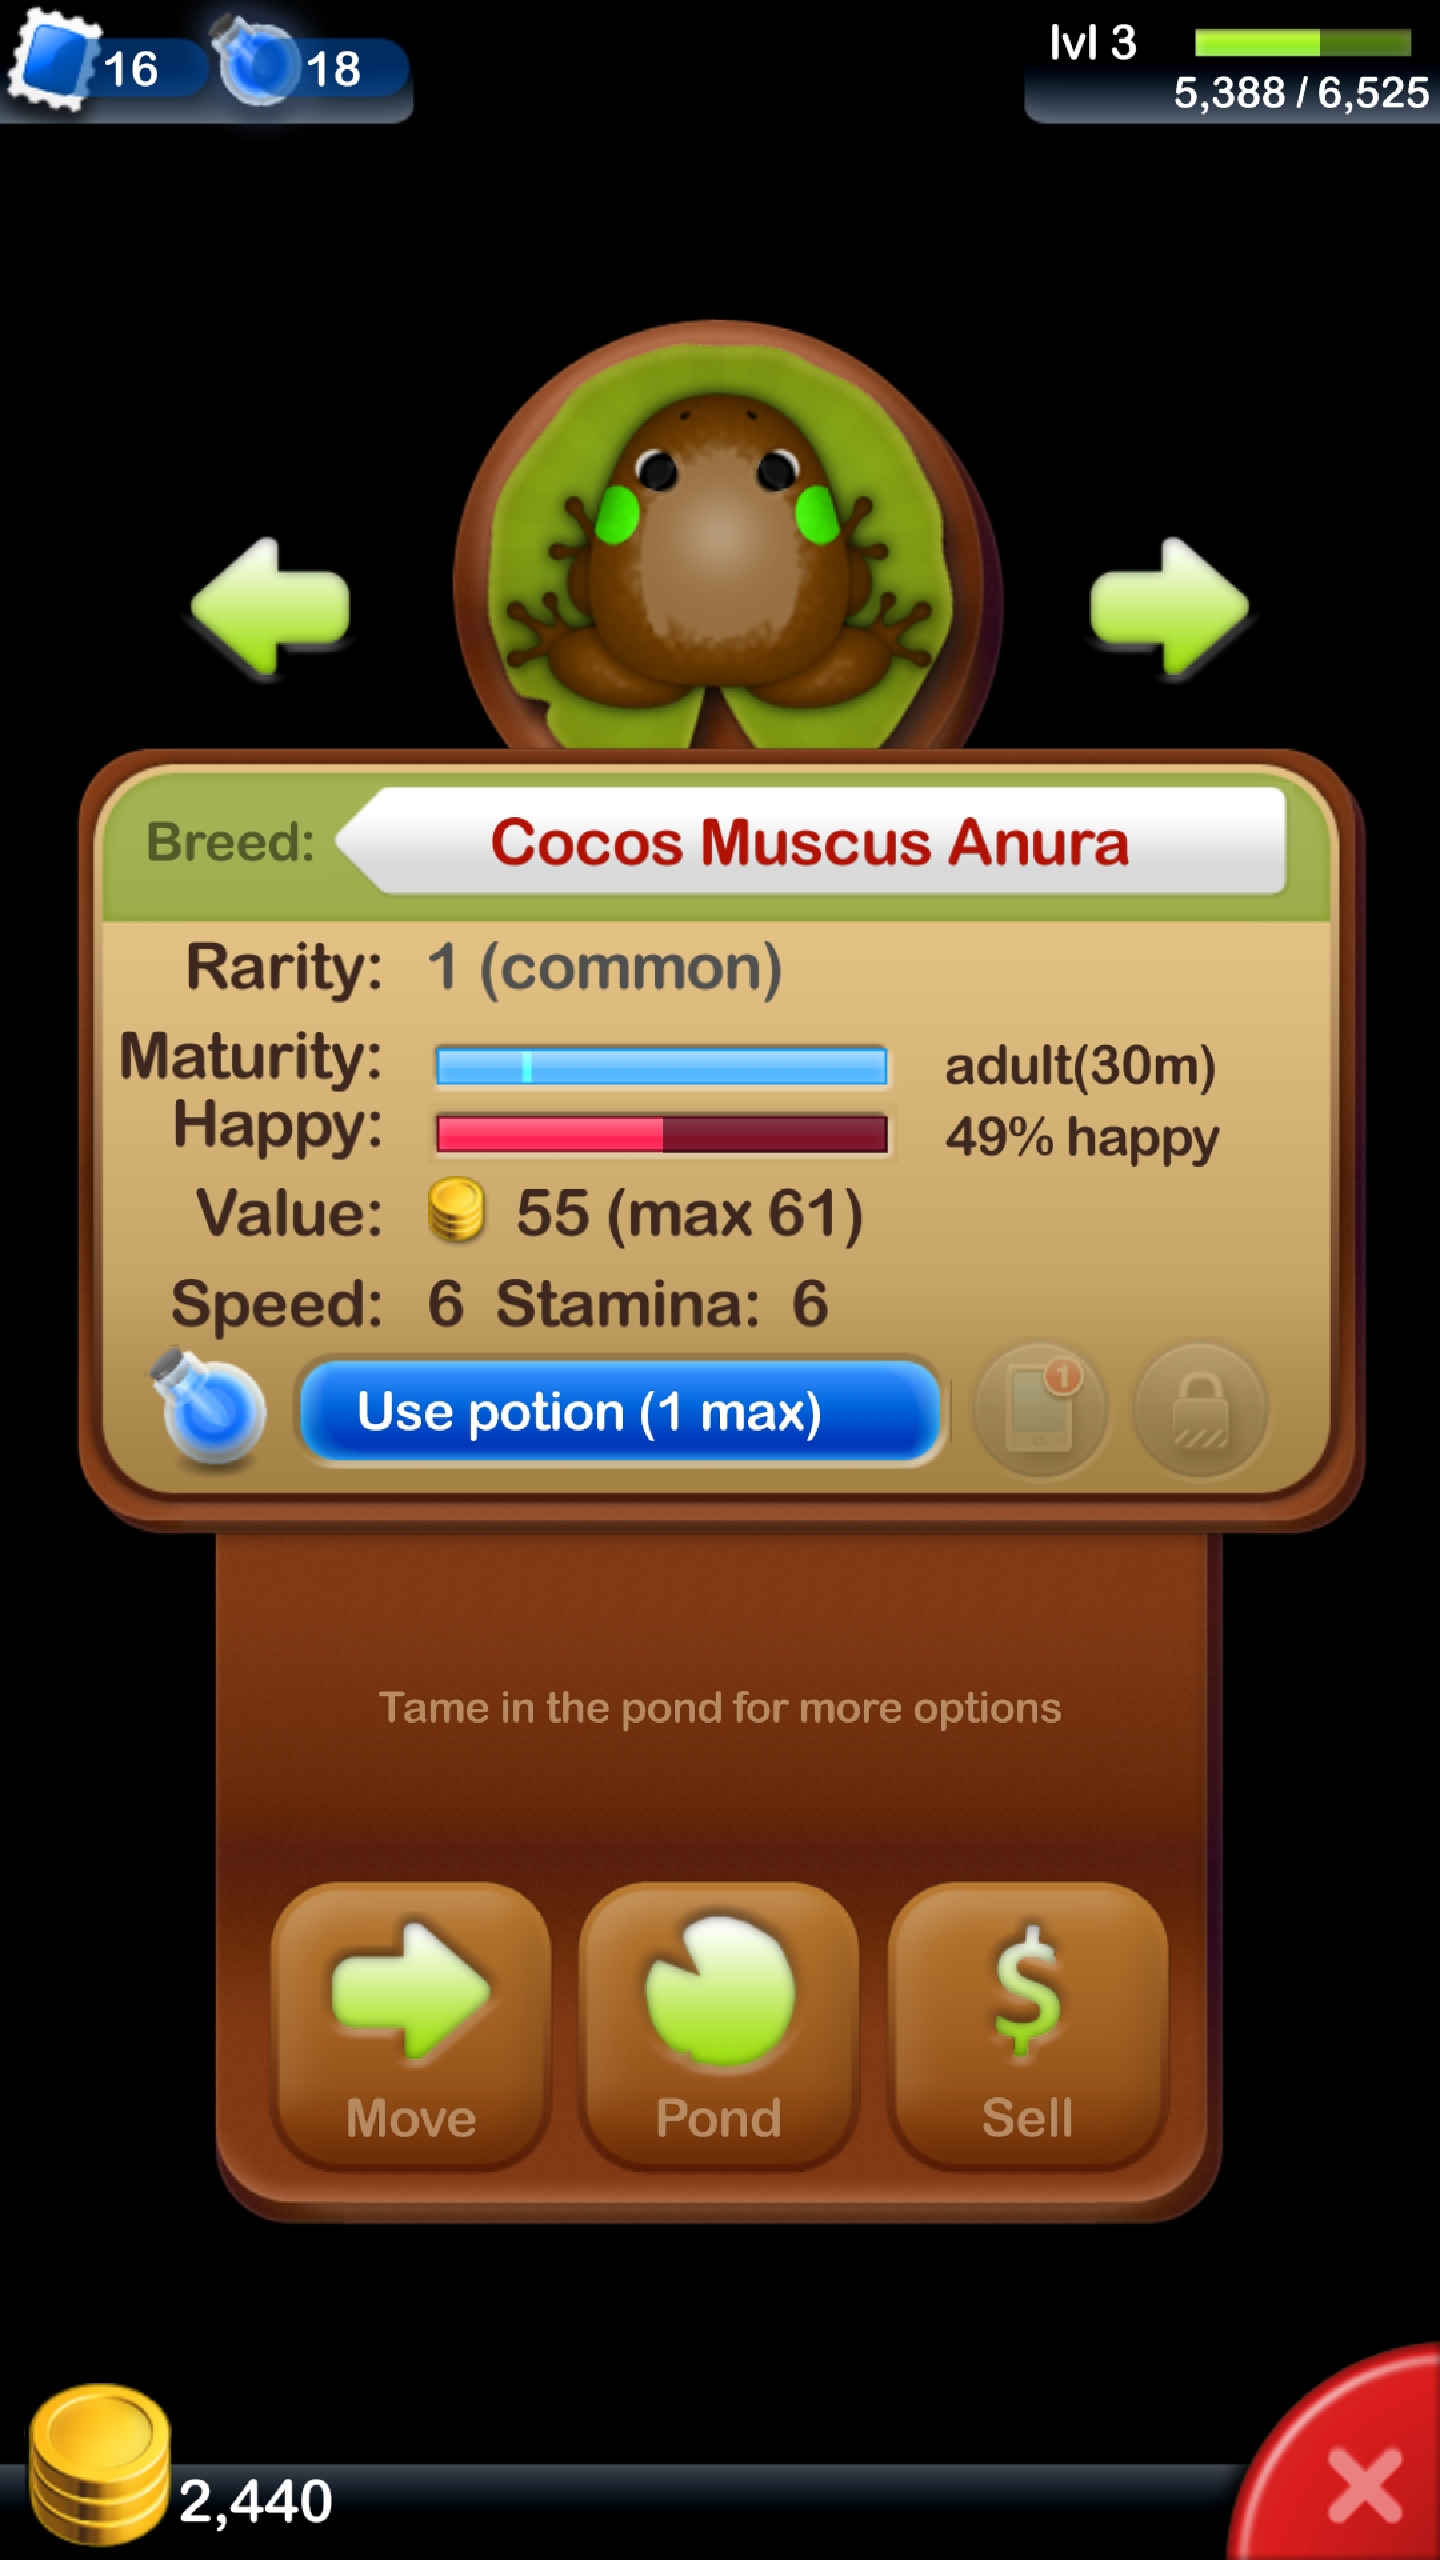 16
18
lvl 3
5,388 / 6,525
Breed: Cocos Muscus Anura
Rarity: 1 (common)
Maturity: adult(30m)
Happy: 49% happy
Value: 55 (max 61)
Speed: 6 Stamina: 6
Use potion (1 max)
1
Tame in the pond for more options
Move
Pond
$
Sell
2,440